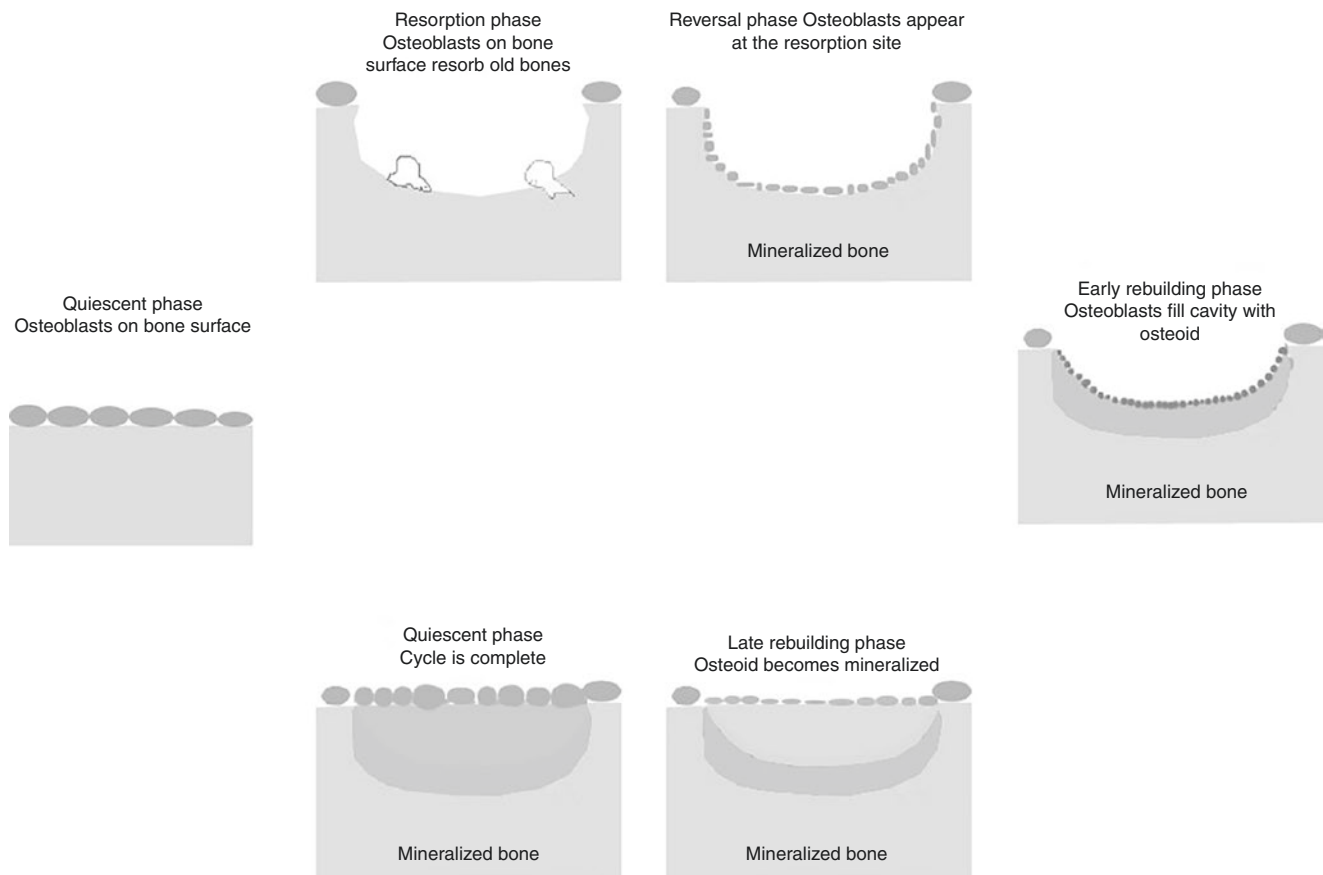 Resorption phase
Osteoblasts on bone
surface resorb old bones
Reversal phase Osteoblasts appear
at the resorption site
Mineralized bone
Quiescent phase
Osteoblasts on bone surface
Early rebuilding phase
Osteoblasts fill cavity with
osteoid
Mineralized bone
Quiescent phase
Cycle is complete
Mineralized bone
Late rebuilding phase
Osteoid becomes mineralized
Mineralized bone